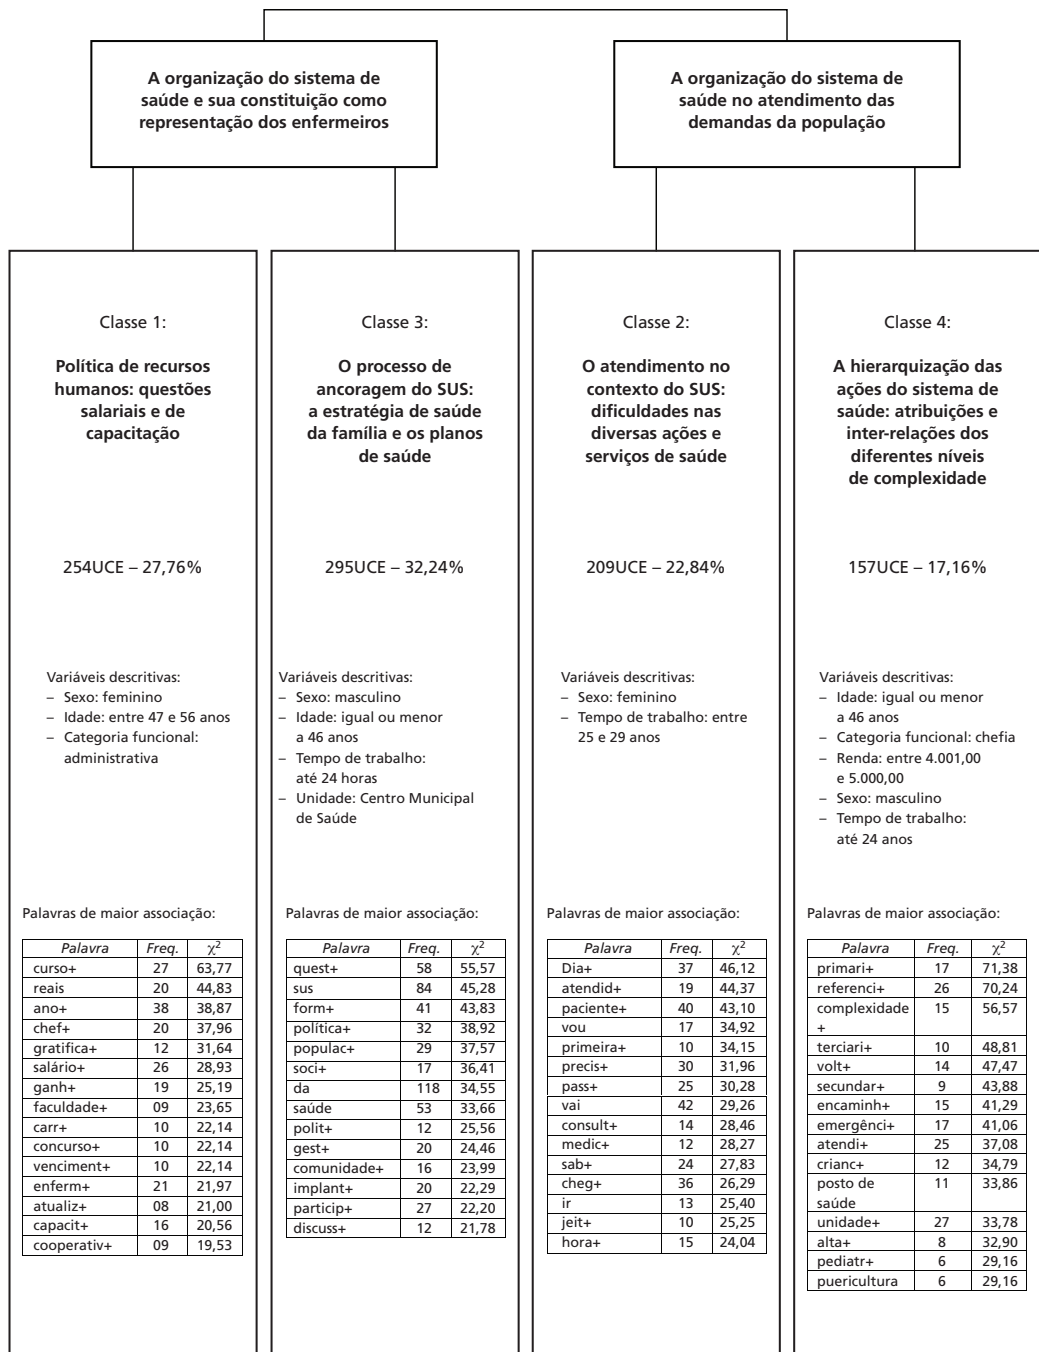 A organização do sistema de
saúde e sua constituição como
representação dos enfermeiros
A organização do sistema de
saúde no atendimento das
demandas da população
Classe 1:
Política de recursos
humanos: questões
salariais e de
capacitação
254UCE – 27,76%
Variáveis descritivas:
– Sexo: feminino
– Idade: entre 47 e 56 anos
– Categoria funcional:
administrativa
Palavras de maior associação:
Palavra Freq. χ²
curso+ 27 63,77
reais 20 44,83
ano+ 38 38,87
chef+ 20 37,96
gratifica+ 12 31,64
salário+ 26 28,93
ganh+ 19 25,19
faculdade+ 09 23,65
carr+ 10 22,14
concurso+ 10 22,14
venciment+ 10 22,14
enferm+ 21 21,97
atualiz+ 08 21,00
capacit+ 16 20,56
cooperativ+ 09 19,53
Classe 3:
O processo de
ancoragem do SUS:
a estratégia de saúde
da família e os planos
de saúde
295UCE – 32,24%
Variáveis descritivas:
– Sexo: masculino
– Idade: igual ou menor
a 46 anos
– Tempo de trabalho:
até 24 horas
– Unidade: Centro Municipal
de Saúde
Palavras de maior associação:
Palavra Freq. χ²
quest+ 58 55,57
sus 84 45,28
form+ 41 43,83
política+ 32 38,92
populac+ 29 37,57
soci+ 17 36,41
da 118 34,55
saúde 53 33,66
polit+ 12 25,56
gest+ 20 24,46
comunidade+ 16 23,99
implant+ 20 22,29
particip+ 27 22,20
discuss+ 12 21,78
Classe 2:
O atendimento no
contexto do SUS:
dificuldades nas
diversas ações e
serviços de saúde
209UCE – 22,84%
Variáveis descritivas:
– Sexo: feminino
– Tempo de trabalho: entre
25 e 29 anos
Palavras de maior associação:
Palavra Freq. χ²
Dia+ 37 46,12
atendid+ 19 44,37
paciente+ 40 43,10
vou 17 34,92
primeira+ 10 34,15
precis+ 30 31,96
pass+ 25 30,28
vai 42 29,26
consult+ 14 28,46
medic+ 12 28,27
sab+ 24 27,83
cheg+ 36 26,29
ir 13 25,40
jeit+ 10 25,25
hora+ 15 24,04
Classe 4:
A hierarquização das
ações do sistema de
saúde: atribuições e
inter-relações dos
diferentes níveis
de complexidade
157UCE – 17,16%
Variáveis descritivas:
– Idade: igual ou menor
a 46 anos
– Categoria funcional: chefia
– Renda: entre 4.001,00
e 5.000,00
– Sexo: masculino
– Tempo de trabalho:
até 24 anos
Palavras de maior associação:
Palavra Freq. χ²
primari+ 17 71,38
referenci+ 26 70,24
complexidade 15 56,57
+
terciari+ 10 48,81
volt+ 14 47,47
secundar+ 9 43,88
encaminh+ 15 41,29
emergênci+ 17 41,06
atendi+ 25 37,08
crianc+ 12 34,79
posto de 11 33,86
saúde
unidade+ 27 33,78
alta+ 8 32,90
pediatr+ 6 29,16
puericultura 6 29,16